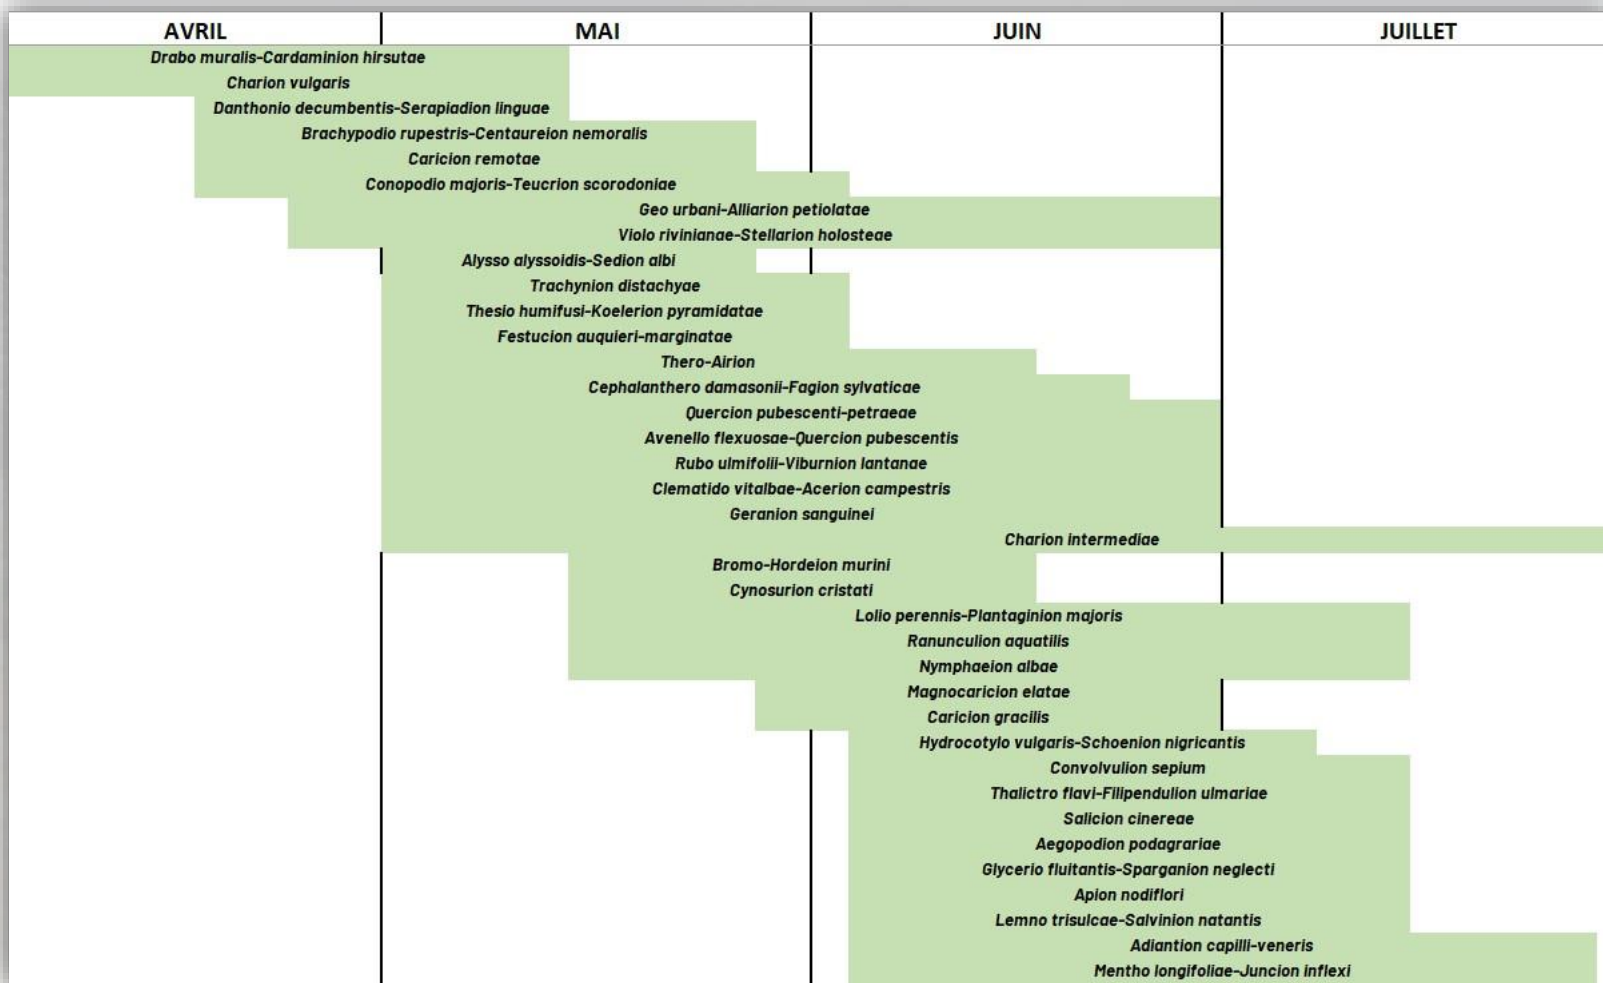 AVRIL MAI JUIN JUILLET
Drabo muralis-Cardaminion hirsutae
Charion vulgaris
Danthonio decumbentis-Serapiadion linguae
Brachypodio rupestris-Centaureion nemoralis
Caricion remotae
Conopodio majoris-Teucrion scorodoniae
Geo urbani-Alliarion petiolatae
Violo rivinianae-Stellarion holosteae
Alysso alyssoidis-Sedion albi
Trachynion distachyae
Thesio humifusi-Koelerion pyramidatae
Festucion auquieri-marginatae
Thero-Airion
Cephalanthero damasonii-Fagion sylvaticae
Quercion pubescenti-petraeae
Avenello flexuosae-Quercion pubescentis
Rubo ulmifolii-Viburnion lantanae
Clematido vitalbae-Acerion campestris
Geranion sanguinei
Charion intermediae
Bromo-Hordeion murini
Cynosurion cristati
Lolio perennis-Plantaginion majoris
Ranunculion aquatilis
Nymphaeion albae
Magnocaricion elatae
Caricion gracilis
Hydrocotylo vulgaris-Schoenion nigricantis
Convolvulion sepium
Thalictro flavi-Filipendulion ulmariae
Salicion cinereae
Aegopodion podagrariae
Glycerio fluitantis-Sparganion neglecti
Apion nodiflori
Lemno trisulcae-Salvinion natantis
Adiantion capilli-veneris
Mentho longifoliae-Juncion inflexi